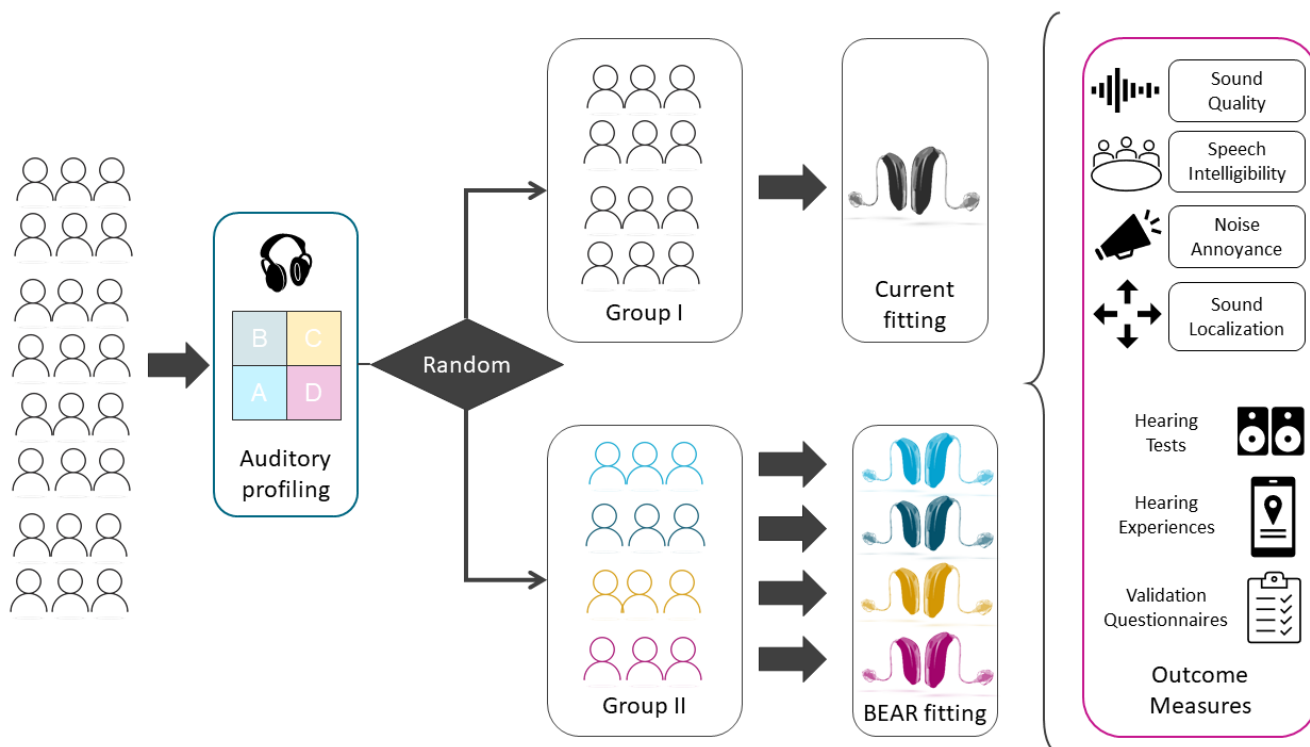 B C
A D
Auditory
profiling
Random
Group I
Current
fitting
Group II
BEAR fitting
Sound
Quality
Speech
Intelligibility
Noise
Annoyance
Sound
Localization
Hearing
Tests
Hearing
Experiences
Validation
Questionnaires
Outcome
Measures